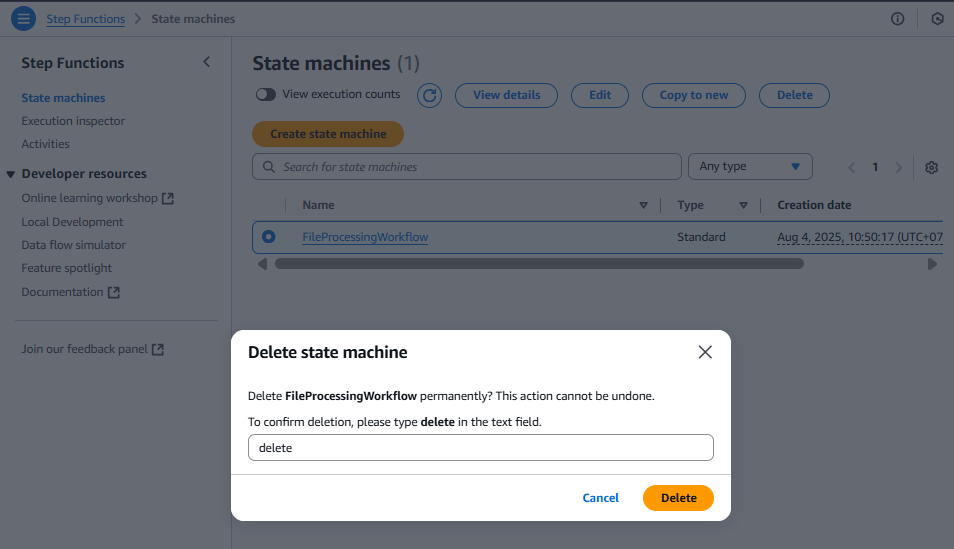 Step Functions > State machines
Step Functions
State machines
Execution inspector
Activities
Developer resources
Online learning workshop
Local Development
Data flow simulator
Feature spotlight
Documentation
Join our feedback panel
State machines (1)
View execution counts
View details
Edit
Copy to new
Delete
Create state machine
Search for state machines
Any type
1
Name Type Creation date
FileProcessingWorkflow Standard Aug 4, 2025, 10:50:17 (UTC+07
Delete state machine
Delete FileProcessingWorkflow permanently? This action cannot be undone.
To confirm deletion, please type delete in the text field.
delete
Cancel Delete